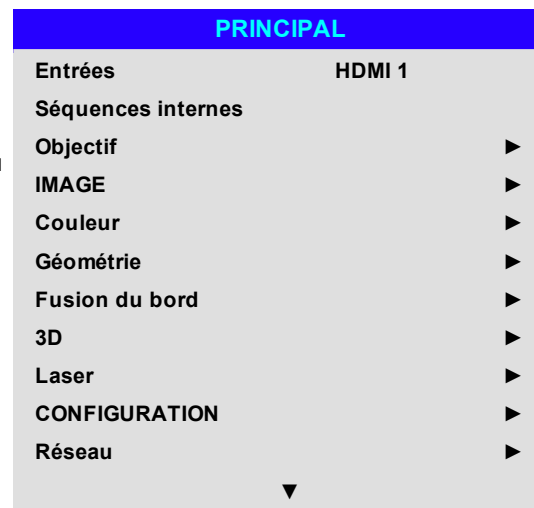 PRINCIPAL
Entrées HDMI 1
Séquences internes
Objectif ►
IMAGE ►
Couleur ►
Géométrie ►
Fusion du bord ►
3D ►
Laser ►
CONFIGURATION ►
Réseau ►
▼